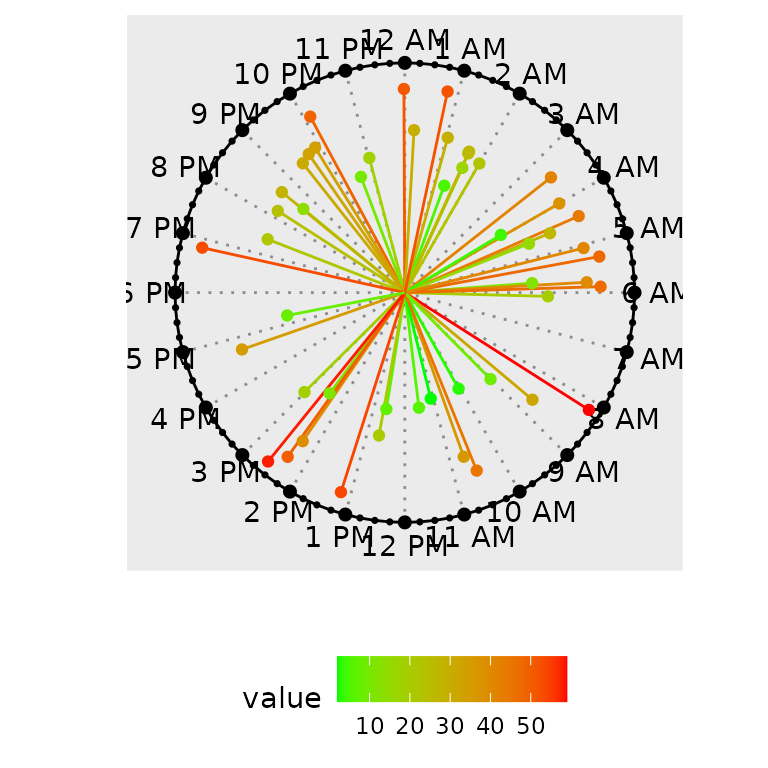 12 AM
1 AM
2 AM
3 AM
4 AM
5 AM
6 AM
7 AM
8 AM
9 AM
10 AM
11 AM
12 PM
1 PM
2 PM
3 PM
4 PM
5 PM
6 PM
7 PM
8 PM
9 PM
10 PM
11 PM
value
10 20 30 40 50